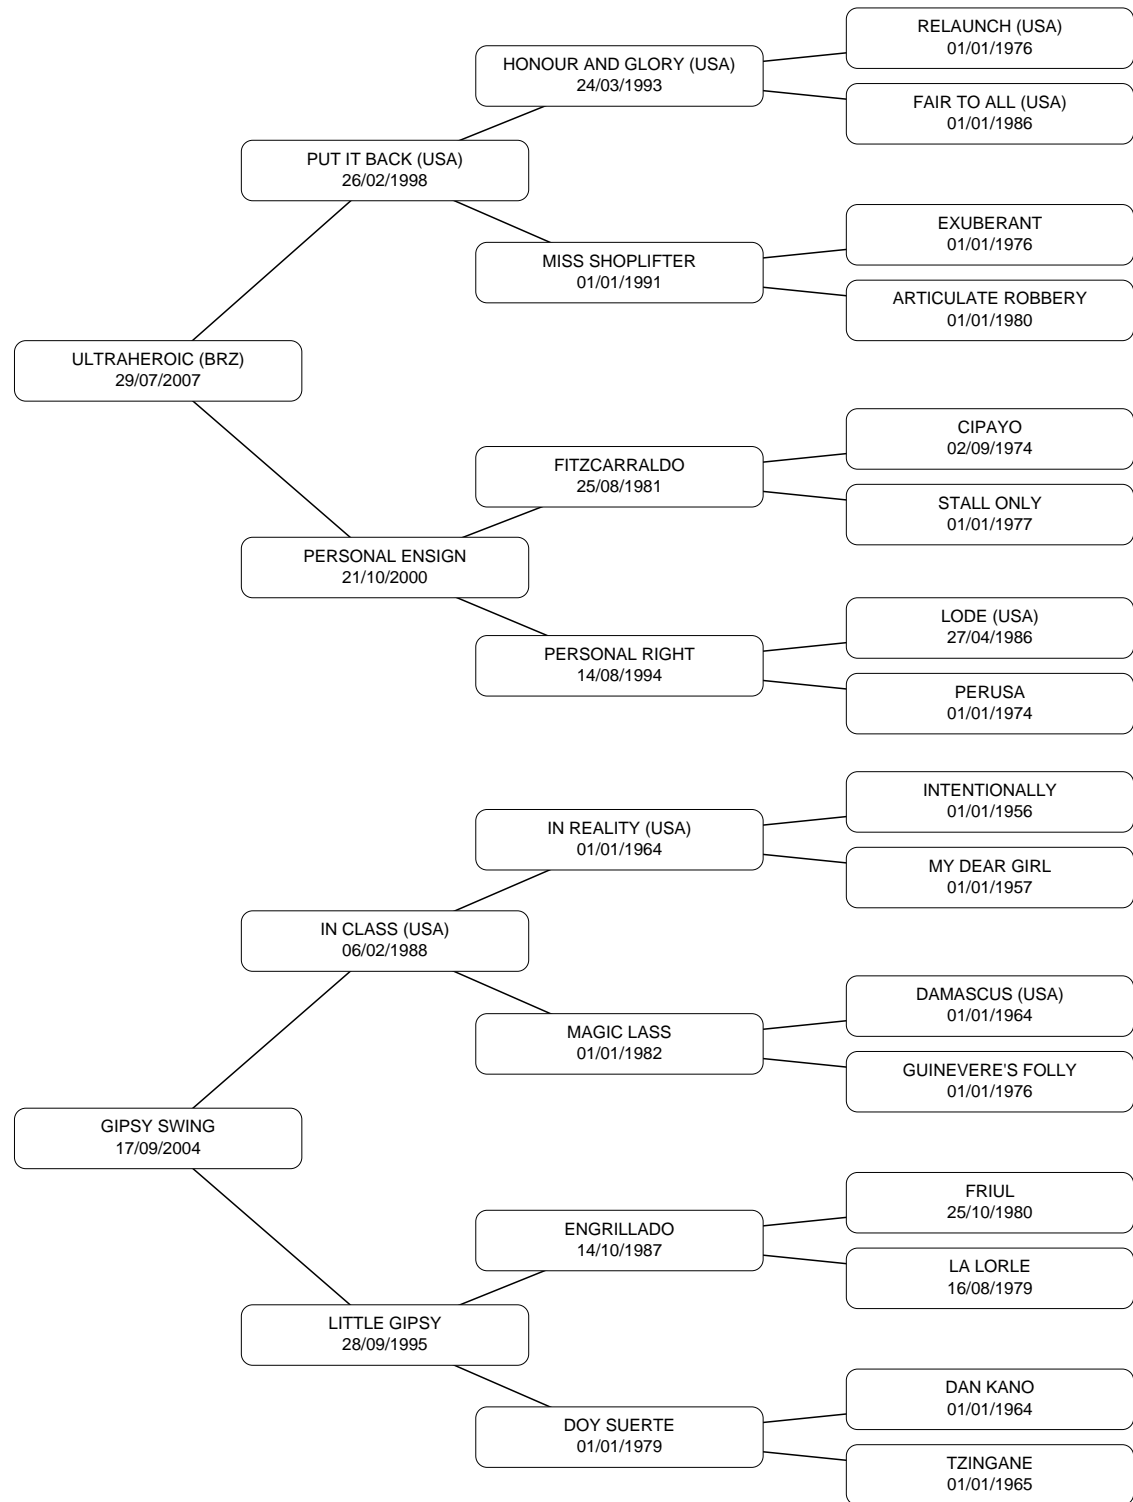 RELAUNCH (USA)
01/01/1976
HONOUR AND GLORY (USA)
24/03/1993
FAIR TO ALL (USA)
01/01/1986
PUT IT BACK (USA)
26/02/1998
EXUBERANT
01/01/1976
MISS SHOPLIFTER
01/01/1991
ARTICULATE ROBBERY
01/01/1980
ULTRAHEROIC (BRZ)
29/07/2007
CIPAYO
02/09/1974
FITZCARRALDO
25/08/1981
STALL ONLY
01/01/1977
PERSONAL ENSIGN
21/10/2000
LODE (USA)
27/04/1986
PERSONAL RIGHT
14/08/1994
PERUSA
01/01/1974
INTENTIONALLY
01/01/1956
IN REALITY (USA)
01/01/1964
MY DEAR GIRL
01/01/1957
IN CLASS (USA)
06/02/1988
DAMASCUS (USA)
01/01/1964
MAGIC LASS
01/01/1982
GUINEVERE'S FOLLY
01/01/1976
GIPSY SWING
17/09/2004
FRIUL
25/10/1980
ENGRILLADO
14/10/1987
LA LORLE
16/08/1979
LITTLE GIPSY
28/09/1995
DAN KANO
01/01/1964
DOY SUERTE
01/01/1979
TZINGANE
01/01/1965